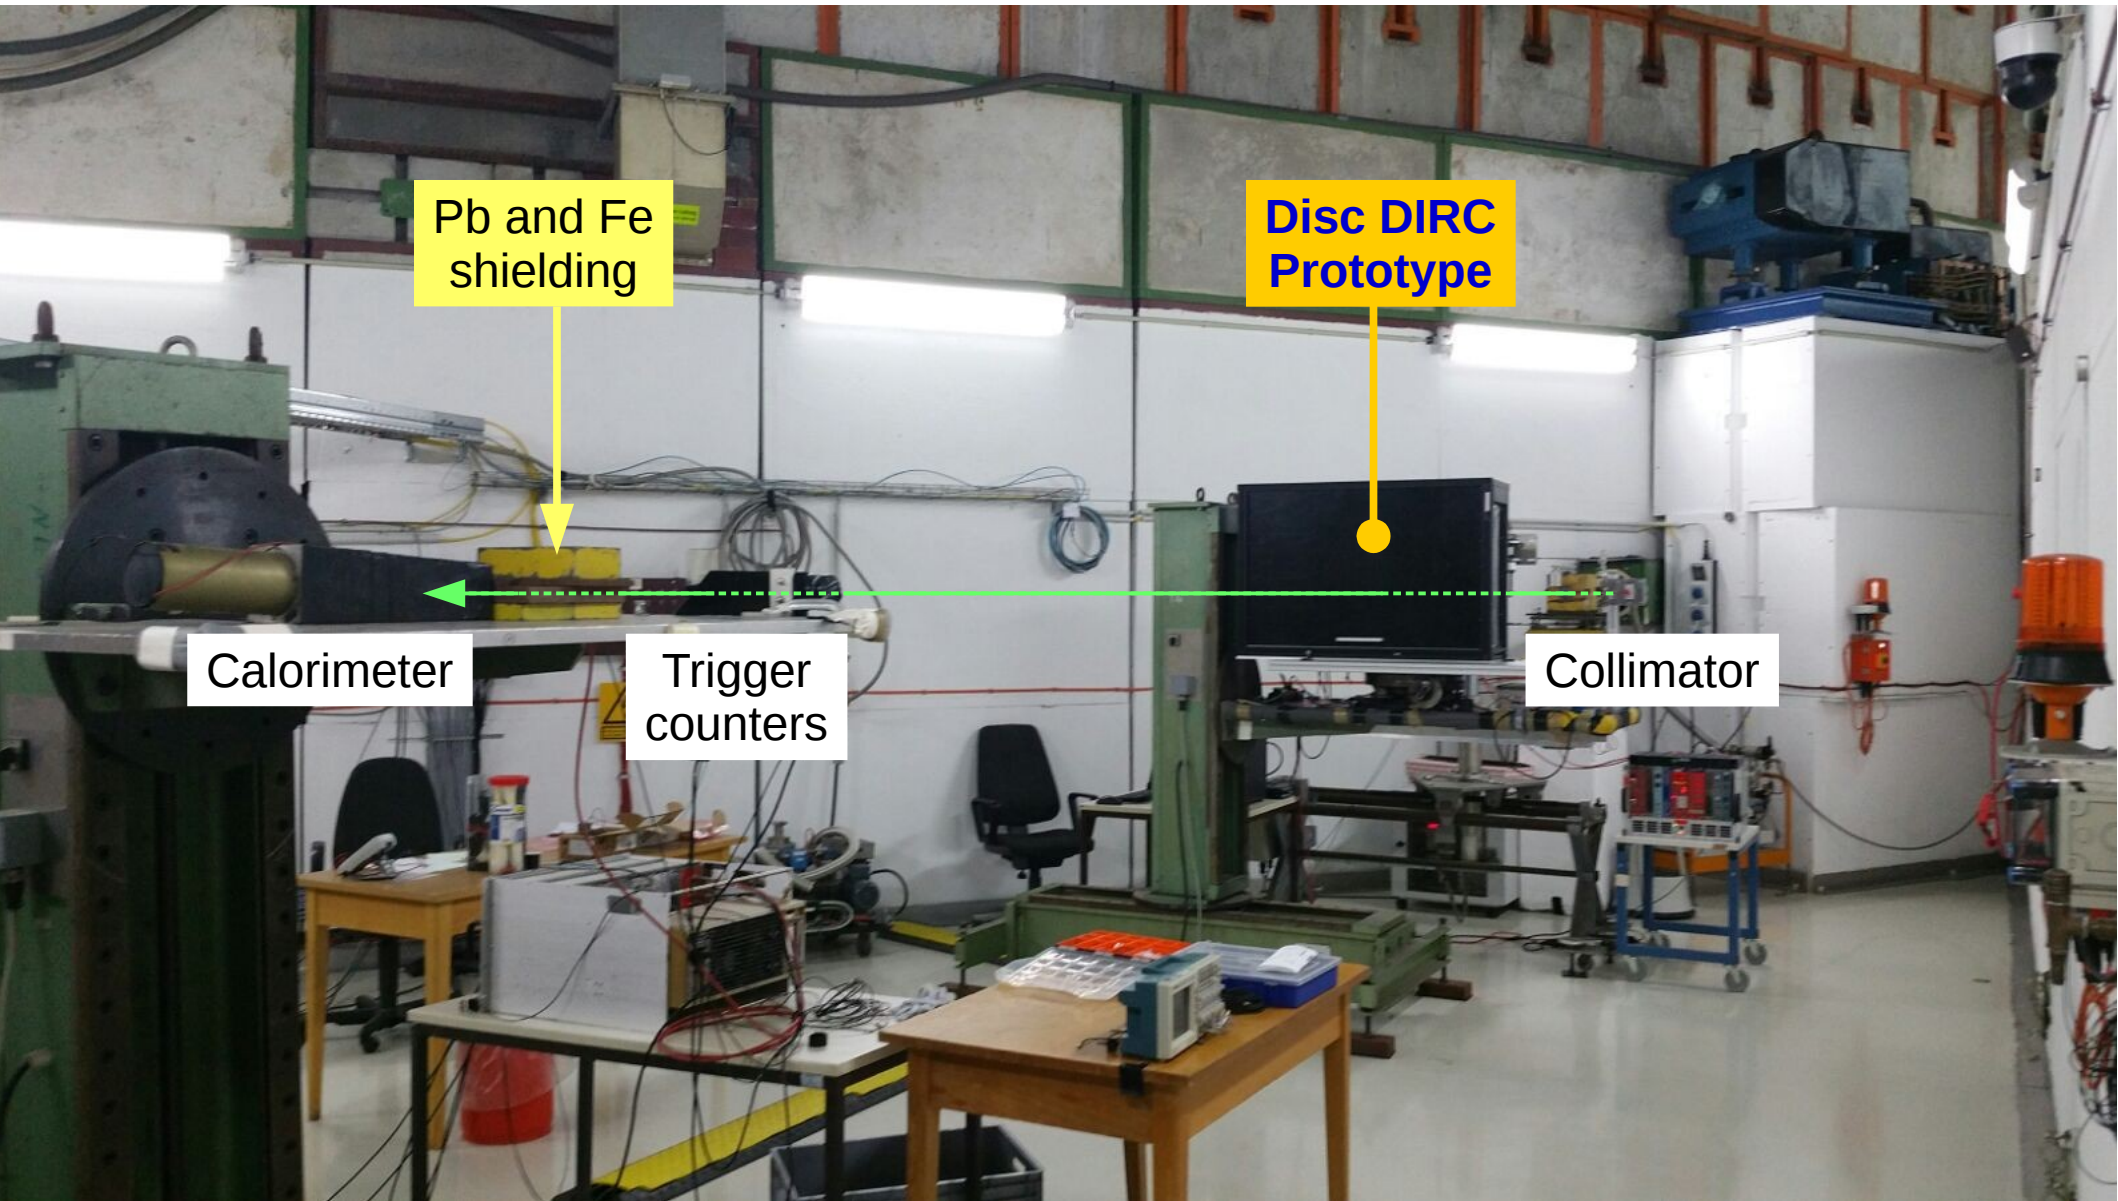 Pb and Fe
shielding
Disc DIRC
Prototype
Calorimeter
Trigger
counters
Collimator